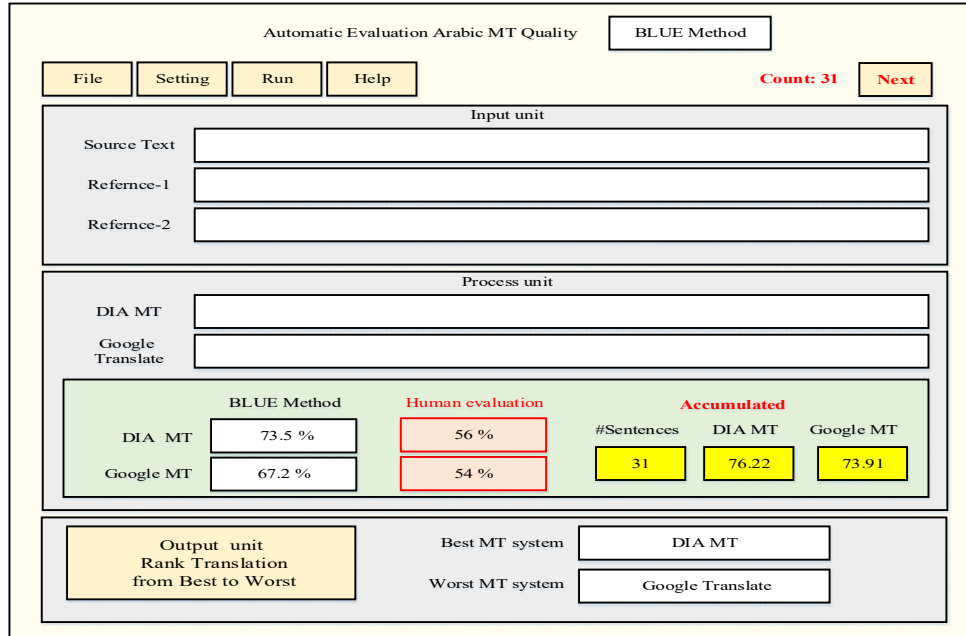 Automatic Evaluation Arabic MT Quality BLUE Method
File Setting Run Help Count: 31 Next
Input unit
Source Text
Refernce-1
Refernce-2
Process unit
DIA MT
Google
Translate
BLUE Method Human evaluation Accumulated
#Sentences DIA MT Google MT
DIA MT 73.5 % 56 %
31 76.22 73.91
Google MT 67.2 % 54 %
Output unit
Rank Translation
from Best to Worst
Best MT system DIA MT
Worst MT system Google Translate